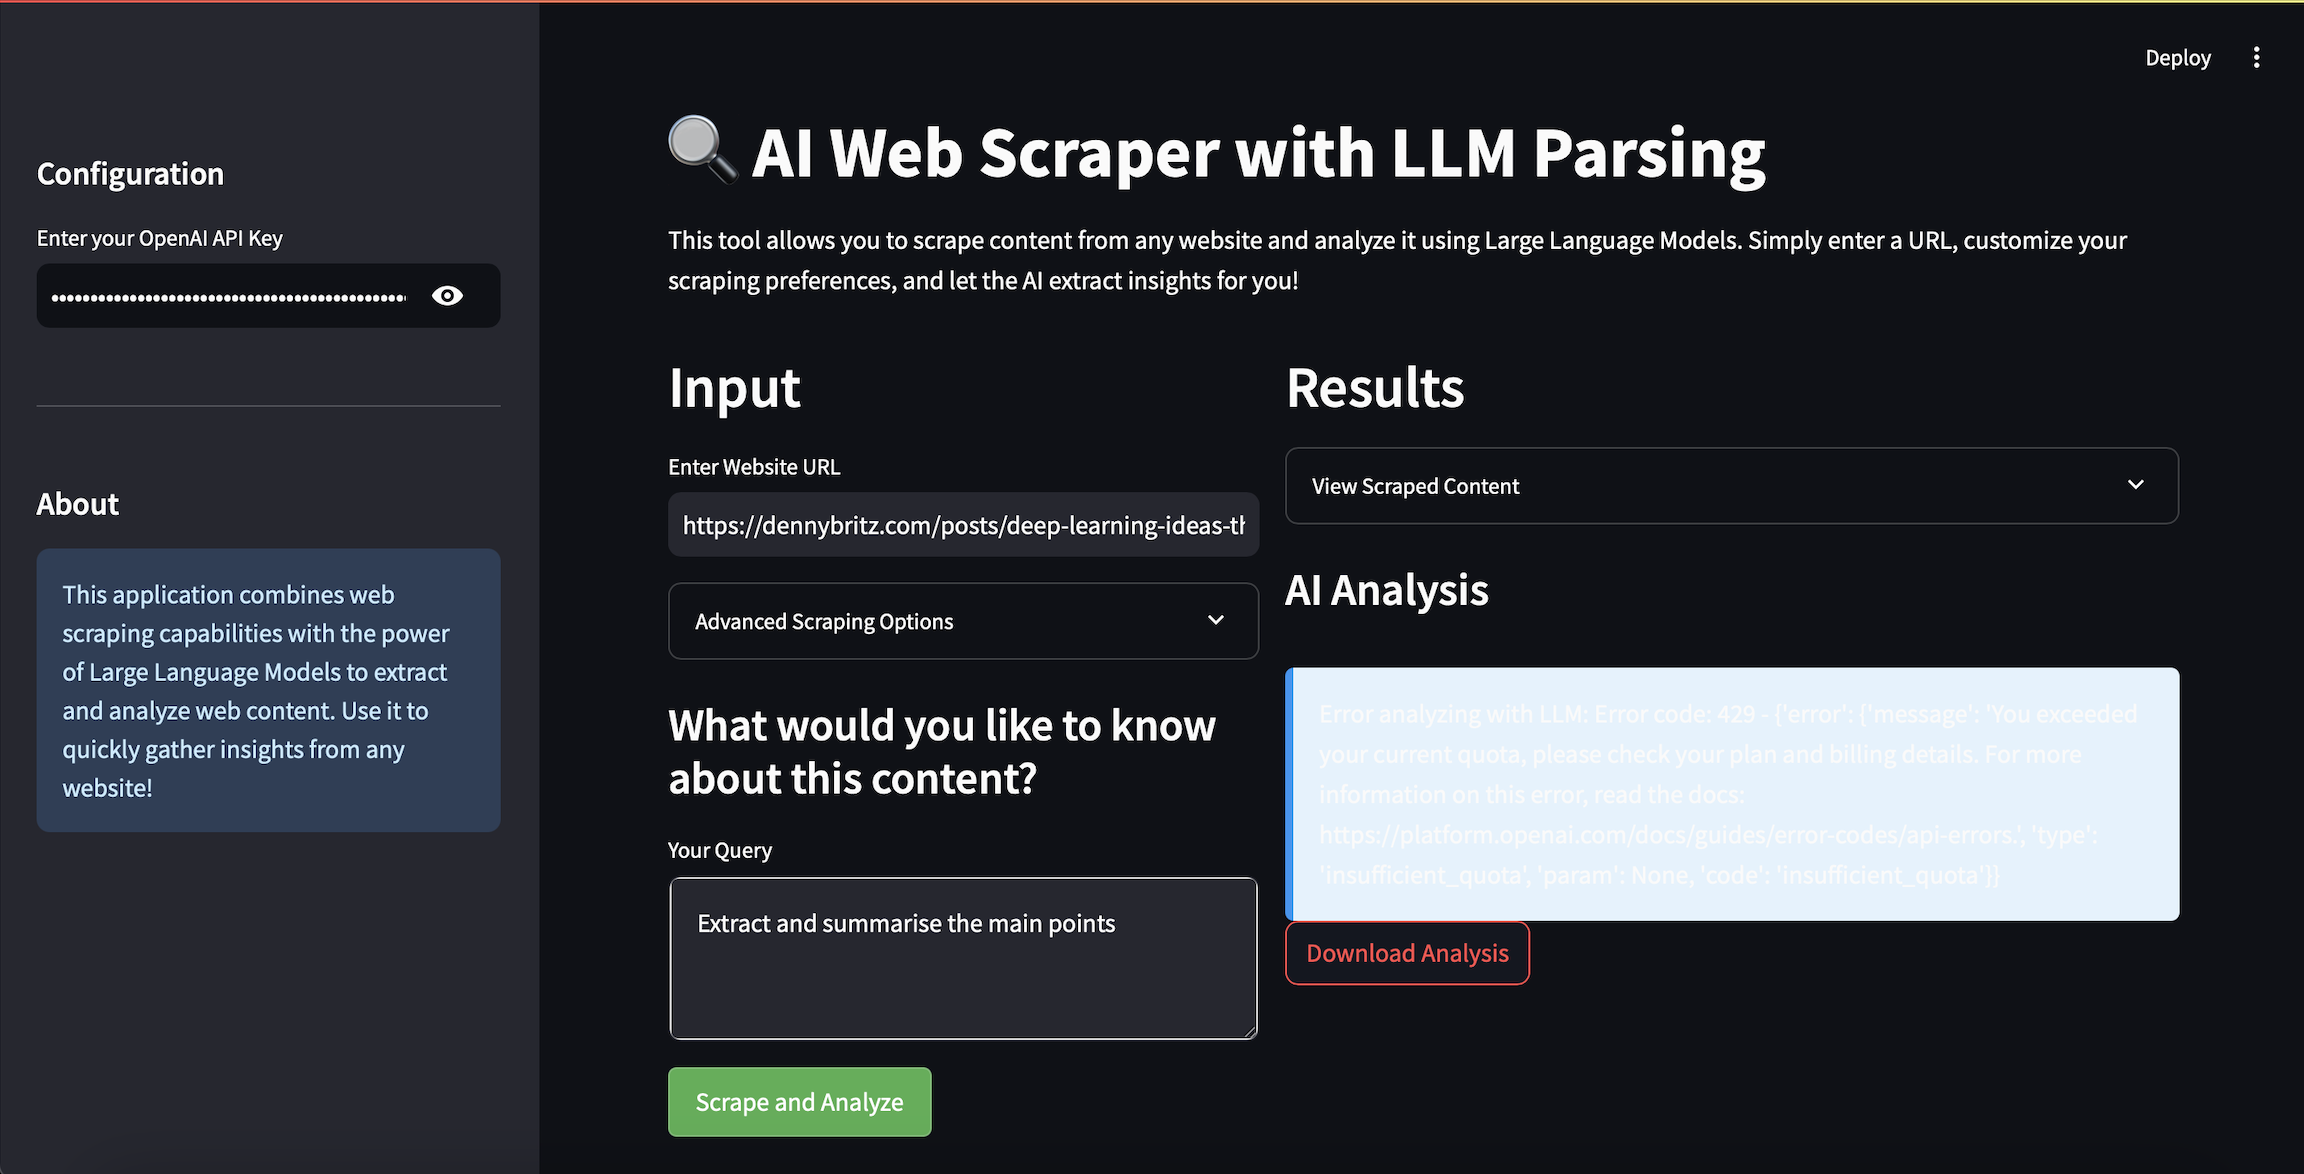 Deploy
Configuration
Enter your OpenAI API Key
About
This application combines web
scraping capabilities with the power
of Large Language Models to extract
and analyze web content. Use it to
quickly gather insights from any
website!
AI Web Scraper with LLM Parsing
This tool allows you to scrape content from any website and analyze it using Large Language Models. Simply enter a URL, customize your
scraping preferences, and let the AI extract insights for you!
Input
Enter Website URL
https://dennybritz.com/posts/deep-learning-ideas-th
Advanced Scraping Options
What would you like to know
about this content?
Your Query
Extract and summarise the main points
Scrape and Analyze
Results
View Scraped Content
AI Analysis
Error analyzing with LLM: Error code: 429 - {'error': {'message': 'You exceeded
your current quota, please check your plan and billing details. For more
information on this error, read the docs:
https://platform.openai.com/docs/guides/error-codes/api-errors.', 'type':
'insufficient_quota', 'param': None, 'code': 'insufficient_quota'}}
Download Analysis